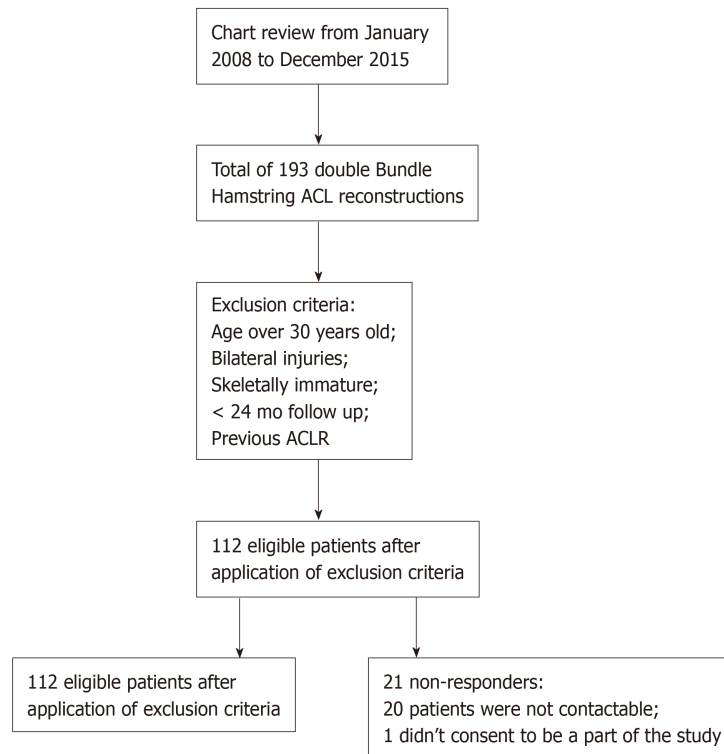 Chart review from January
2008 to December 2015
Total of 193 double Bundle
Hamstring ACL reconstructions
Exclusion criteria:
Age over 30 years old;
Bilateral injuries;
Skeletally immature;
< 24 mo follow up;
Previous ACLR
112 eligible patients after
application of exclusion criteria
112 eligible patients after
application of exclusion criteria
21 non-responders:
20 patients were not contactable;
1 didn't consent to be a part of the study